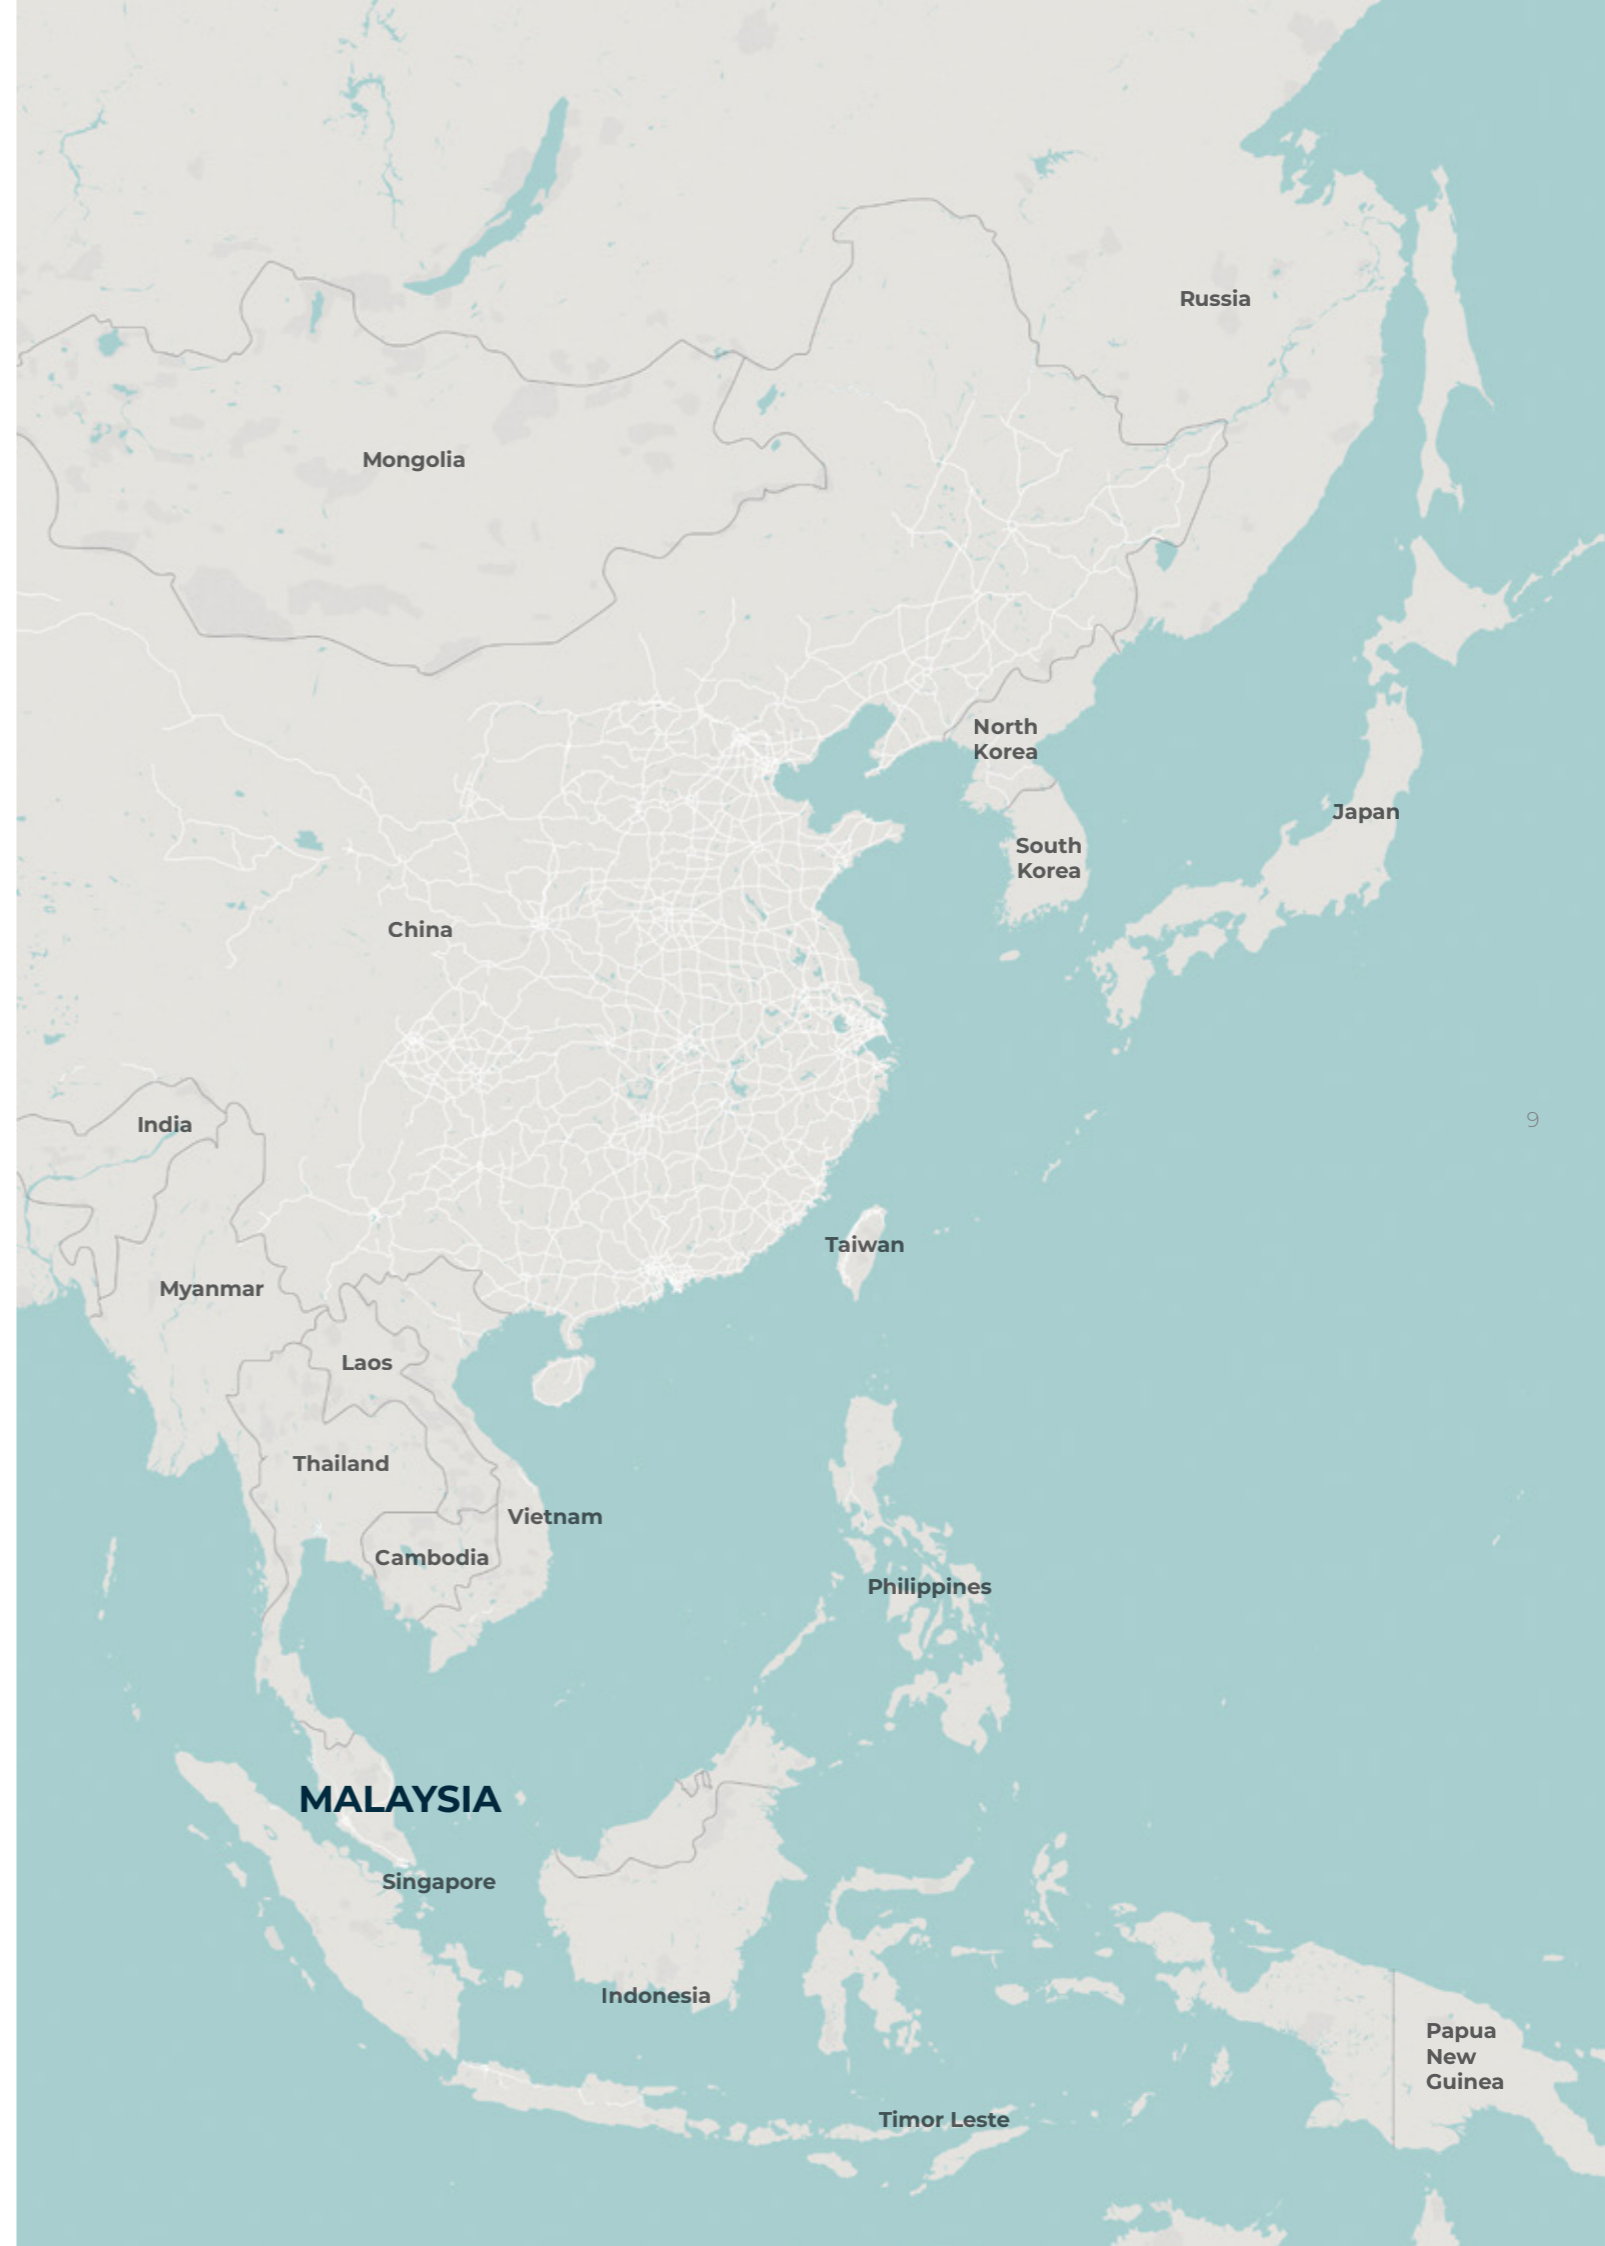 Russia
Mongolia
North
Korea
Japan
South
Korea
China
India
9
Taiwan
Myanmar
Laos
Thailand
Vietnam
Cambodia
Philippines
MALAYSIA
Singapore
Indonesia
Papua
New
Guinea
Timor Leste